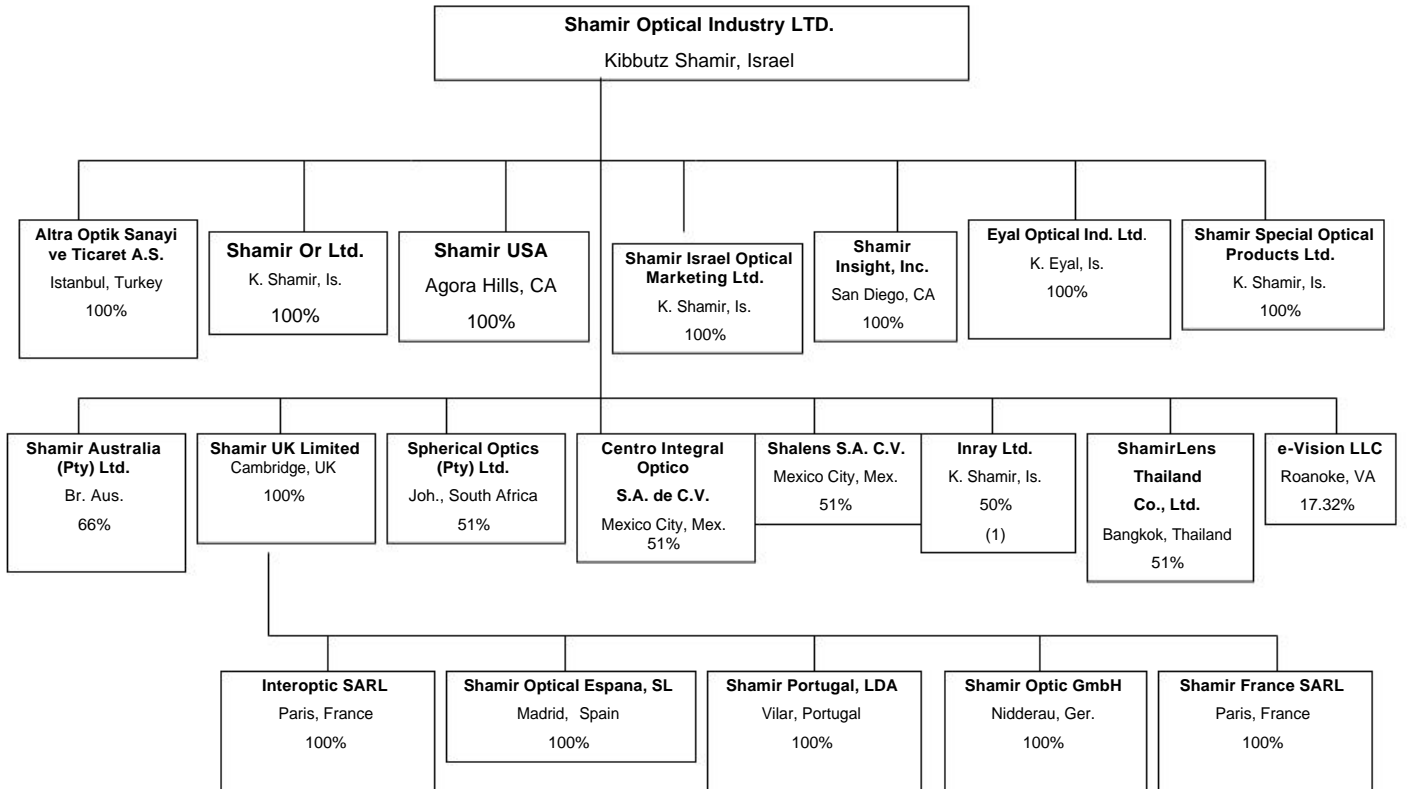 Shamir Optical Industry LTD.
Kibbutz Shamir, Israel
Altra Optik Sanayi
ve Ticaret A.S.
Istanbul, Turkey
100%
Shamir Or Ltd.
K. Shamir, Is.
100%
Shamir USA
Agora Hills, CA
100%
Shamir Israel Optical
Marketing Ltd.
K. Shamir, Is.
100%
Shamir
Insight, Inc.
San Diego, CA
100%
Eyal Optical Ind. Ltd.
K. Eyal, Is.
100%
Shamir Special Optical
Products Ltd.
K. Shamir, Is.
100%
Shamir Australia
(Pty) Ltd.
Br. Aus.
66%
Shamir UK Limited
Cambridge, UK
100%
Spherical Optics
(Pty) Ltd.
Joh., South Africa
51%
Centro Integral
Optico
S.A. de C.V.
Mexico City, Mex.
51%
Shalens S.A. C.V.
Mexico City, Mex.
51%
Inray Ltd.
K. Shamir, Is.
50%
(1)
ShamirLens
Thailand
Co., Ltd.
Bangkok, Thailand
51%
e-Vision LLC
Roanoke, VA
17.32%
Interoptic SARL
Paris, France
100%
Shamir Optical Espana, SL
Madrid, Spain
100%
Shamir Portugal, LDA
Vilar, Portugal
100%
Shamir Optic GmbH
Nidderau, Ger.
100%
Shamir France SARL
Paris, France
100%